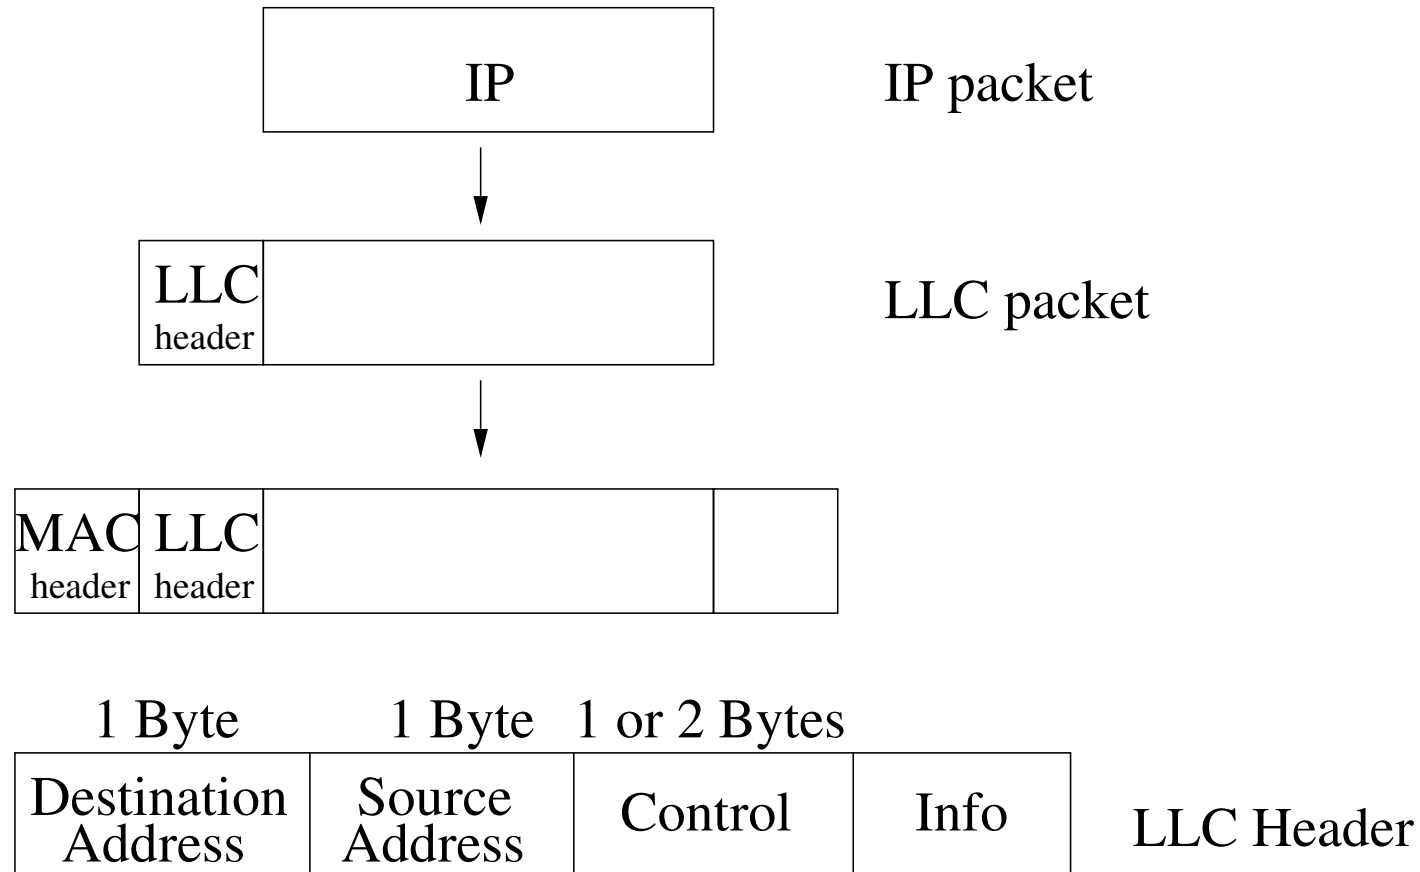 IP
IP packet
LLC
header
LLC packet
MAC LLC
header header
1 Byte 1 Byte 1 or 2 Bytes
Destination Address
Source Address
Control
Info
LLC Header